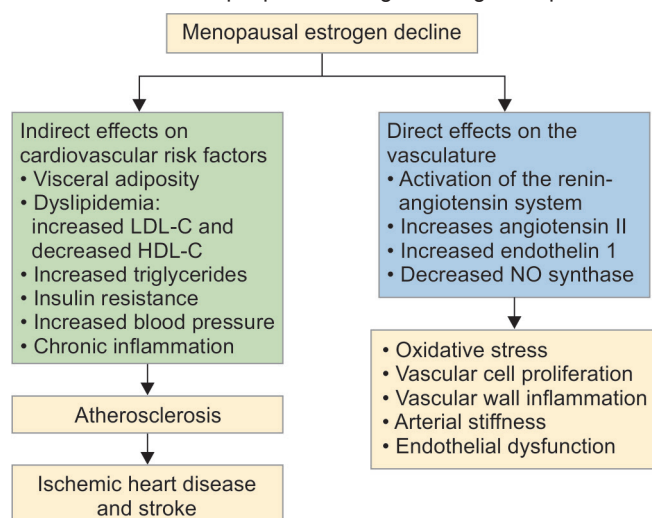 Menopausal estrogen decline
Indirect effects on
cardiovascular risk factors
• Visceral adiposity
• Dyslipidemia:
increased LDL-C and
decreased HDL-C
• Increased triglycerides
• Insulin resistance
• Increased blood pressure
• Chronic inflammation
Atherosclerosis
Ischemic heart disease
and stroke
Direct effects on the
vasculature
• Activation of the renin-
angiotensin system
• Increases angiotensin II
• Increased endothelin 1
• Decreased NO synthase
• Oxidative stress
• Vascular cell proliferation
• Vascular wall inflammation
• Arterial stiffness
• Endothelial dysfunction